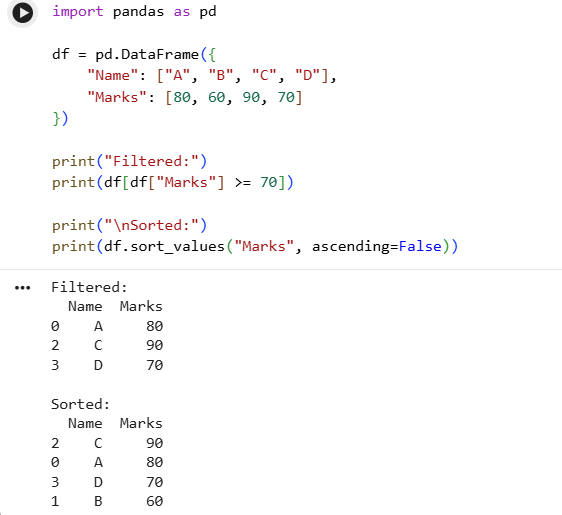 import pandas as pd
df = pd.DataFrame({
    "Name": ["A", "B", "C", "D"],
    "Marks": [80, 60, 90, 70]
})
print("Filtered:")
print(df[df["Marks"] >= 70])
print("\nSorted:")
print(df.sort_values("Marks", ascending=False))
Filtered:
  Name  Marks
0    A     80
2    C     90
3    D     70
Sorted:
  Name  Marks
2    C     90
0    A     80
3    D     70
1    B     60